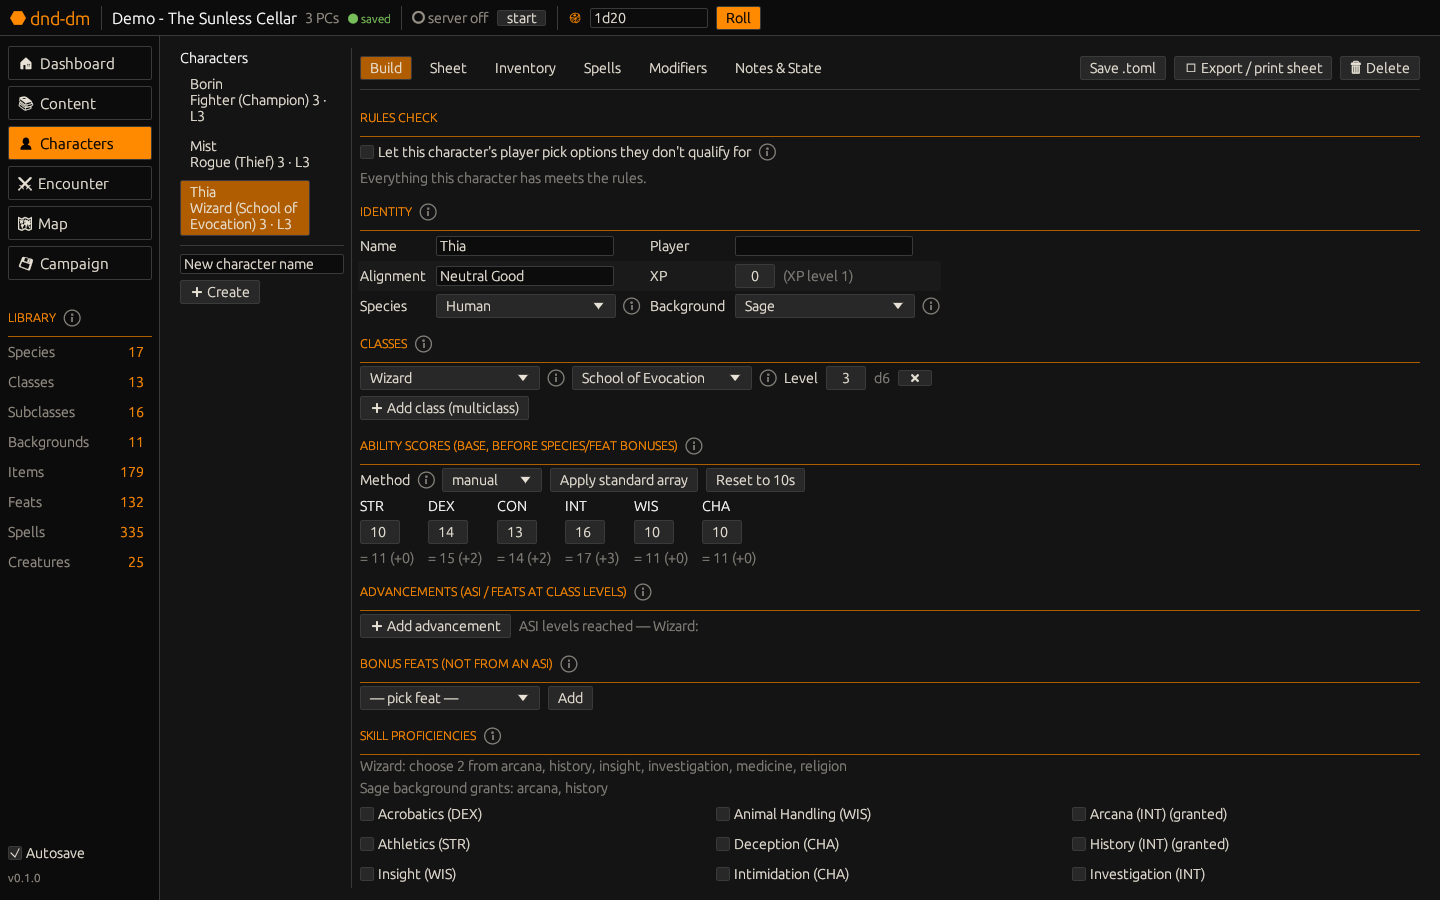 dnd-dm
Demo - The Sunless Cellar 3 PCs saved server off start 1d20 Roll
Dashboard
Content
Characters
Encounter
Map
Campaign
LIBRARY
Species 17
Classes 13
Subclasses 16
Backgrounds 11
Items 179
Feats 132
Spells 335
Creatures 25
Autosave
v0.1.0
Characters
Borin
Fighter (Champion) 3 ·
L3
Mist
Rogue (Thief) 3 · L3
Thia
Wizard (School of
Evocation) 3 · L3
New character name
+ Create
Build Sheet Inventory Spells Modifiers Notes & State Save .toml Export / print sheet Delete
RULES CHECK
Let this character's player pick options they don't qualify for
Everything this character has meets the rules.
IDENTITY
Name Thia Player
Alignment Neutral Good XP 0 (XP level 1)
Species Human Background Sage
CLASSES
Wizard School of Evocation Level 3 d6
+ Add class (multiclass)
ABILITY SCORES (BASE, BEFORE SPECIES/FEAT BONUSES)
Method manual Apply standard array Reset to 10s
STR DEX CON INT WIS CHA
10 14 13 16 10 10
= 11 (+0) = 15 (+2) = 14 (+2) = 17 (+3) = 11 (+0) = 11 (+0)
ADVANCEMENTS (ASI / FEATS AT CLASS LEVELS)
+ Add advancement ASI levels reached — Wizard:
BONUS FEATS (NOT FROM AN ASI)
— pick feat — Add
SKILL PROFICIENCIES
Wizard: choose 2 from arcana, history, insight, investigation, medicine, religion
Sage background grants: arcana, history
Acrobatics (DEX) Animal Handling (WIS) Arcana (INT) (granted)
Athletics (STR) Deception (CHA) History (INT) (granted)
Insight (WIS) Intimidation (CHA) Investigation (INT)